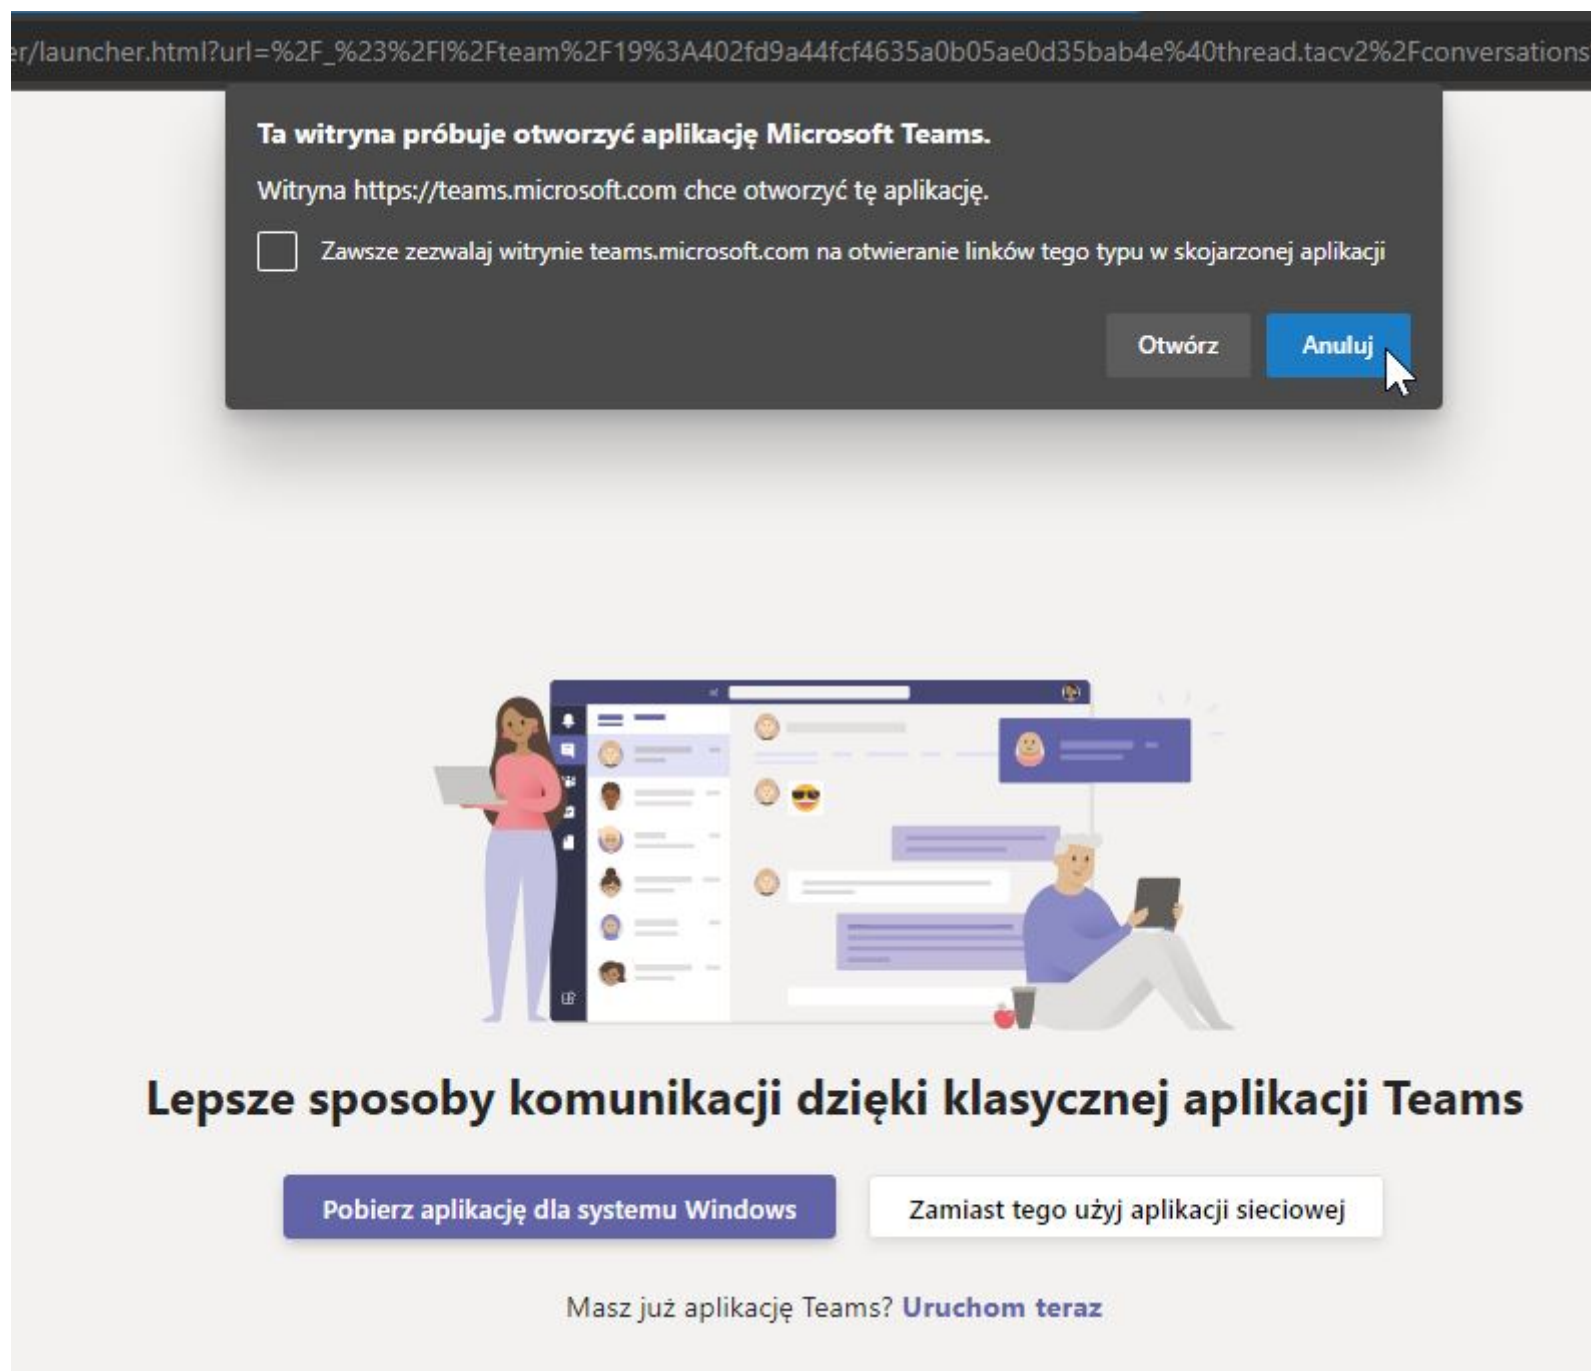 er/launcher.html?url=%2F_%23%2Fl%2Fteam%2F19%3A402fd9a44fcf4635a0b05ae0d35bab4e%40thread.tacv2%2Fconversations
Ta witryna próbuje otworzyć aplikację Microsoft Teams.
Witryna https://teams.microsoft.com chce otworzyć tę aplikację.
Zawsze zezwalaj witrynie teams.microsoft.com na otwieranie linków tego typu w skojarzonej aplikacji
Otwórz Anuluj
Lepsze sposoby komunikacji dzięki klasycznej aplikacji Teams
Pobierz aplikację dla systemu Windows Zamiast tego użyj aplikacji sieciowej
Masz już aplikację Teams? Uruchom teraz